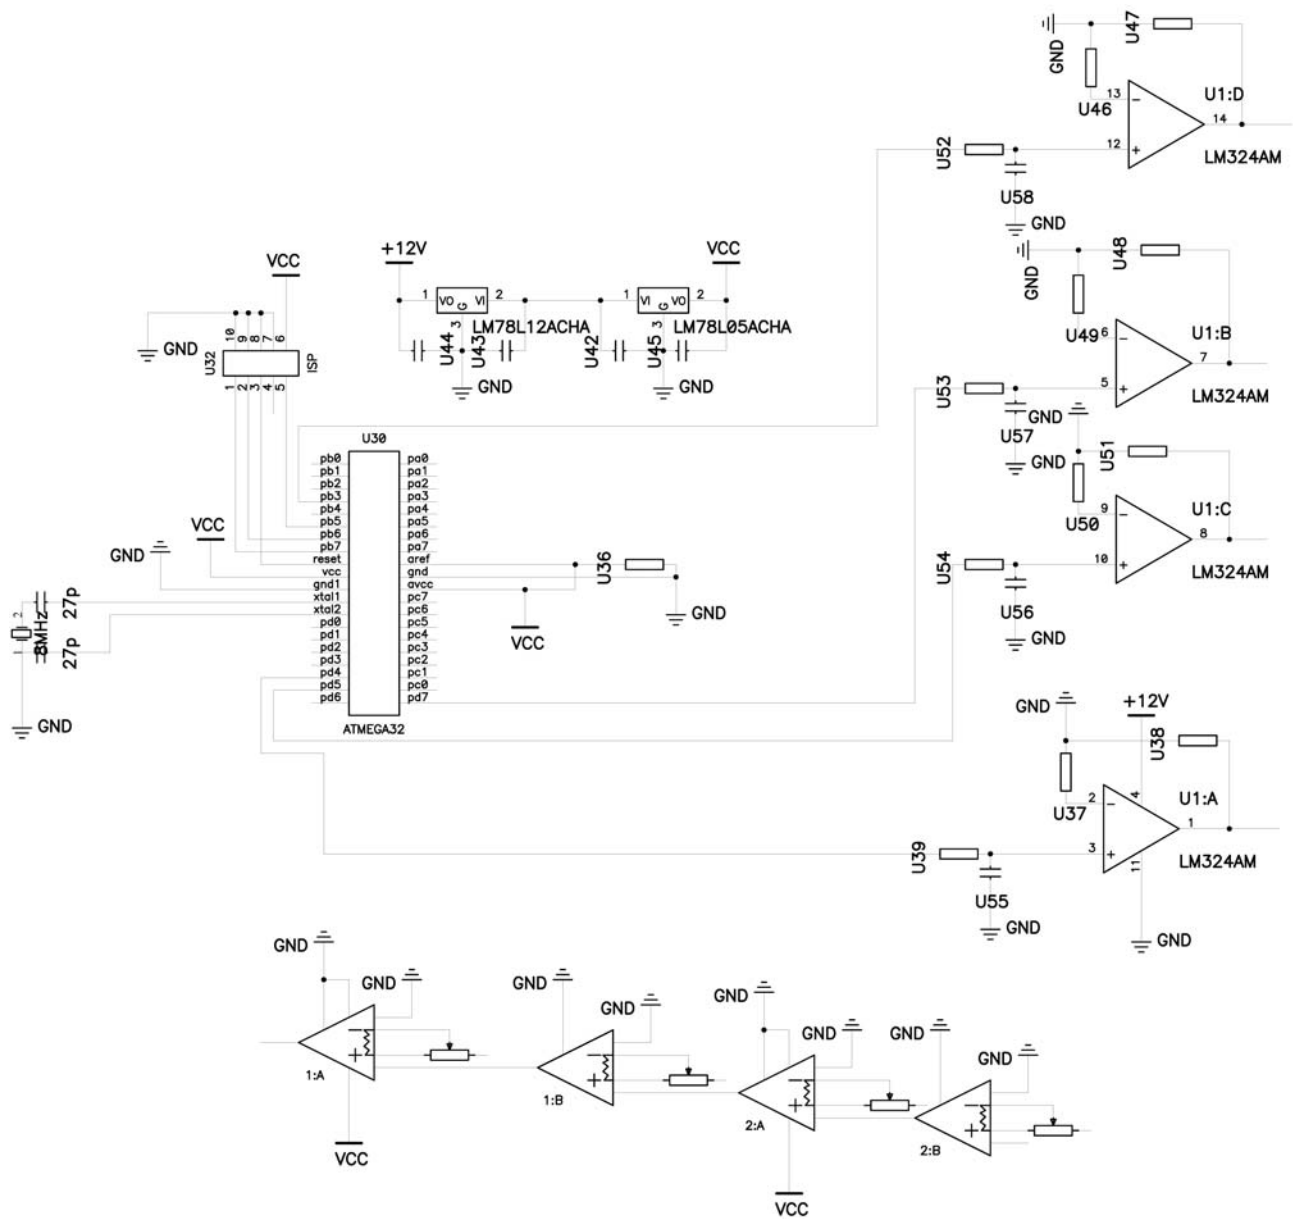 U47
GND
U46
13
12
U1:D
14
LM324AM
U52
U58
GND
+12V
VCC
1
VO
G
VI
2
3
LM78L12ACHA
U44
U43
GND
1
VI
G
VO
2
3
LM78L05ACHA
U42
U45
GND
VCC
GND
10
9
8
7
6
U32
ISP
1
2
3
4
5
GND
U48
U49
6
5
U1:B
7
LM324AM
U53
U57
GND
GND
U51
U50
9
10
U1:C
8
LM324AM
U54
U56
GND
U30
pb0 pa0
pb1 pa1
pb2 pa2
pb3 pa3
pb4 pa4
pb5 pa5
pb6 pa6
pb7 pa7
reset aref
vcc gnd
gnd1 avcc
xtal1 pc7
xtal2 pc6
pd0 pc5
pd1 pc4
pd2 pc3
pd3 pc2
pd4 pc1
pd5 pc0
pd6 pd7
ATMEGA32
VCC
GND
2
1
8MHz
27p
27p
GND
U36
GND
VCC
GND
+12V
U38
U37
2
3
4
11
U1:A
1
LM324AM
U39
U55
GND
GND
GND
GND
1:A
VCC
GND
GND
1:B
GND
GND
2:A
VCC
GND
GND
2:B